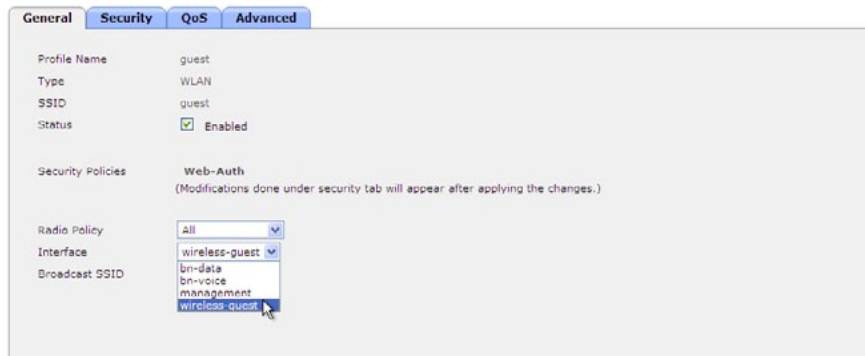 General Security QoS Advanced
Profile Name guest
Type WLAN
SSID guest
Status Enabled
Security Policies Web-Auth
(Modifications done under security tab will appear after applying the changes.)
Radio Policy All
Interface wireless-guest
Broadcast SSID
bn-data
bn-voice
management
wireless-guest